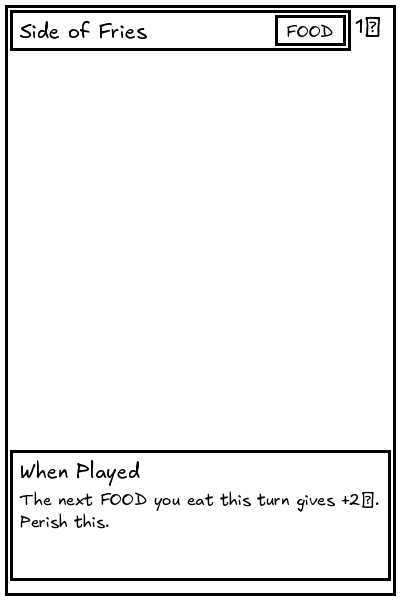 Side of Fries
FOOD
1⍰
When Played
The next FOOD you eat this turn gives +2⍰.
Perish this.